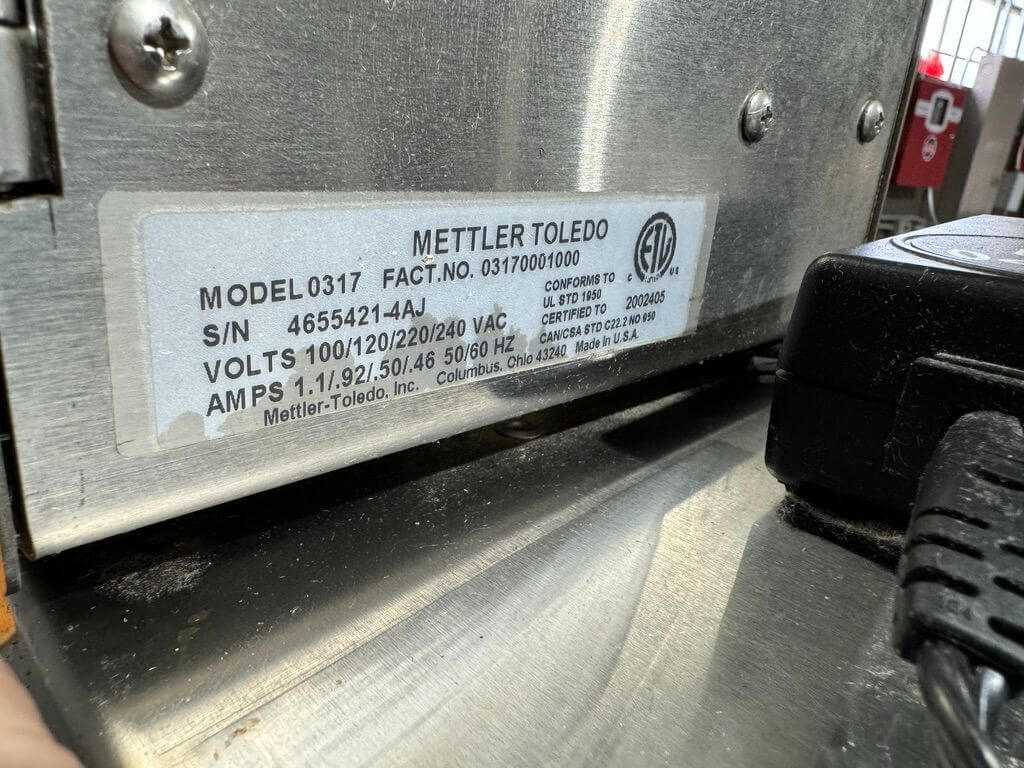 METTLER TOLEDO
MODEL 0317 FACT.NO. 03170001000
S/N 4655421-4AJ
VOLTS 100/120/220/240 VAC
AMPS 1.1/.92/.50/.46 50/60 HZ
Mettler-Toledo, Inc. Columbus, Ohio 43240 Made In U.S.A.
CONFORMS TO
UL STD 1950
CERTIFIED TO
CAN/CSA STD C22.2 NO 950
C ETL US
2002405